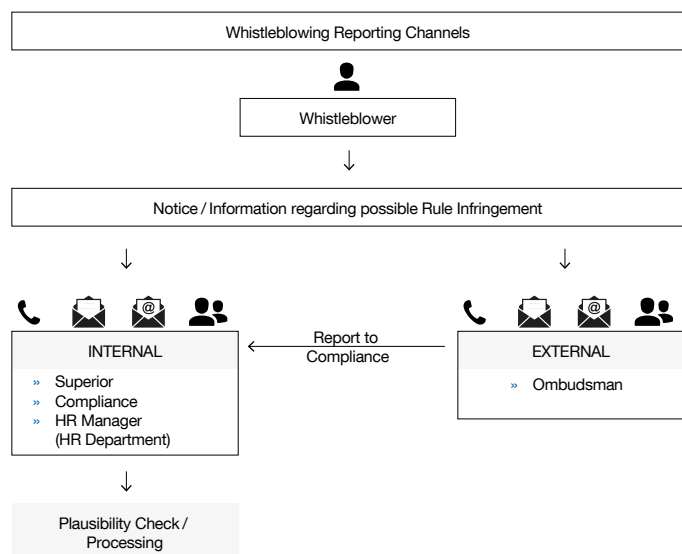 Whistleblowing Reporting Channels
Whistleblower
Notice / Information regarding possible Rule Infringement
@
@
INTERNAL
» Superior
» Compliance
» HR Manager
(HR Department)
Report to
Compliance
EXTERNAL
» Ombudsman
Plausibility Check /
Processing